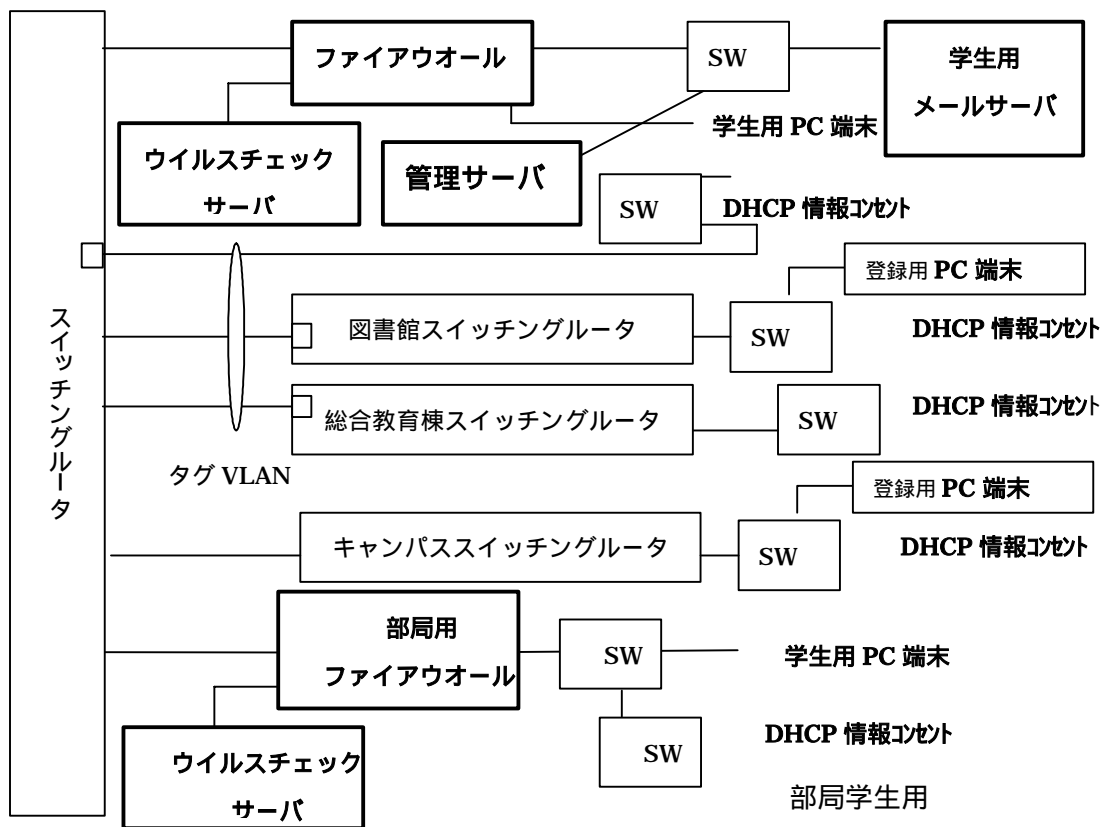 ファイアウオール
SW
学生用
メールサーバ
学生用 PC 端末
ウイルスチェック
サーバ
管理サーバ
SW
DHCP 情報コンセント
登録用 PC 端末
スイッチングルータ
図書館スイッチングルータ
SW
DHCP 情報コンセント
総合教育棟スイッチングルータ
SW
DHCP 情報コンセント
タグ VLAN
登録用 PC 端末
キャンパススイッチングルータ
SW
DHCP 情報コンセント
部局用
ファイアウオール
SW
学生用 PC 端末
ウイルスチェック
サーバ
SW
DHCP 情報コンセント
部局学生用